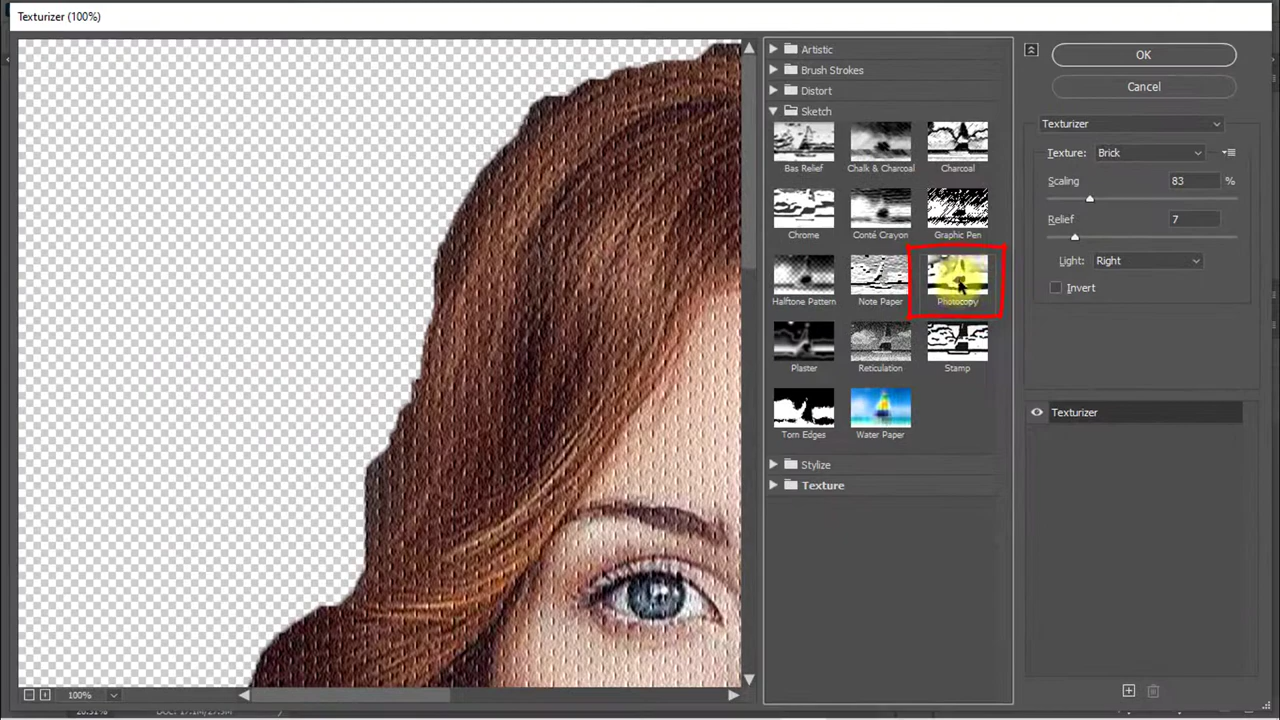 Texturizer (100%)
Artistic
Brush Strokes
Distort
Sketch
Bas Relief
Chalk & Charcoal
Charcoal
Chrome
Conté Crayon
Graphic Pen
Halftone Pattern
Note Paper
Photocopy
Plaster
Reticulation
Stamp
Torn Edges
Water Paper
Stylize
Texture
OK
Cancel
Texturizer
Texture: Brick
Scaling 83 %
Relief 7
Light: Right
Invert
Texturizer
100%